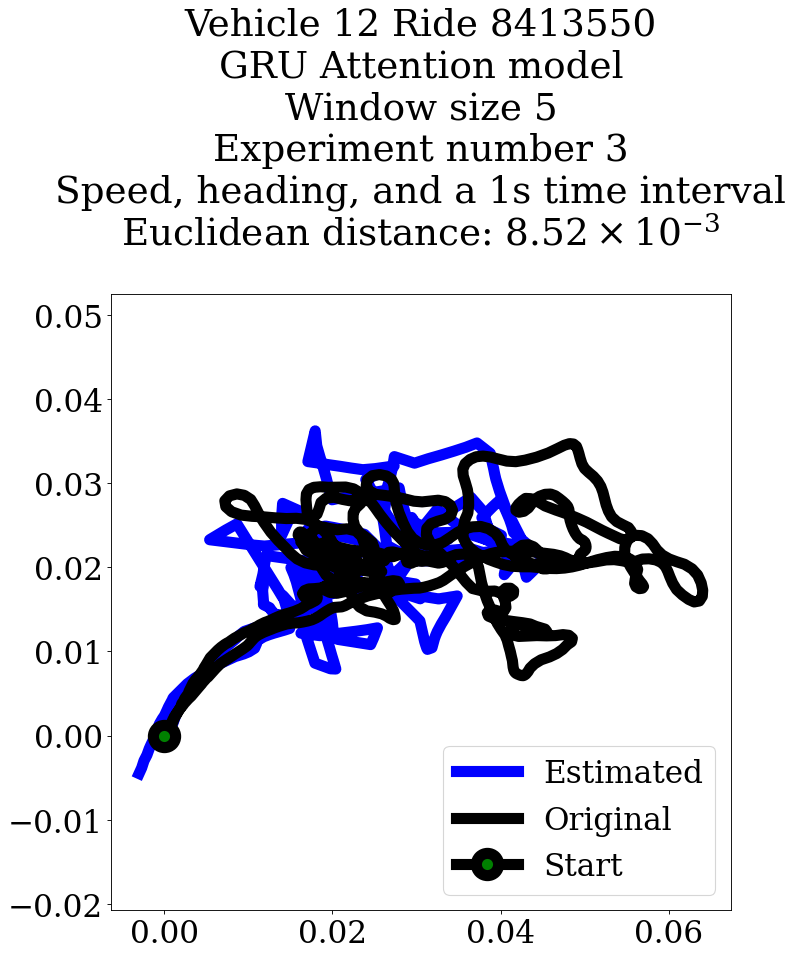 Vehicle 12 Ride 8413550
GRU Attention model
Window size 5
Experiment number 3
Speed, heading, and a 1s time interval
Euclidean distance: 8.52 × 10⁻³
0.05
0.04
0.03
0.02
0.01
0.00
−0.01
−0.02
Estimated
Original
Start
0.00 0.02 0.04 0.06